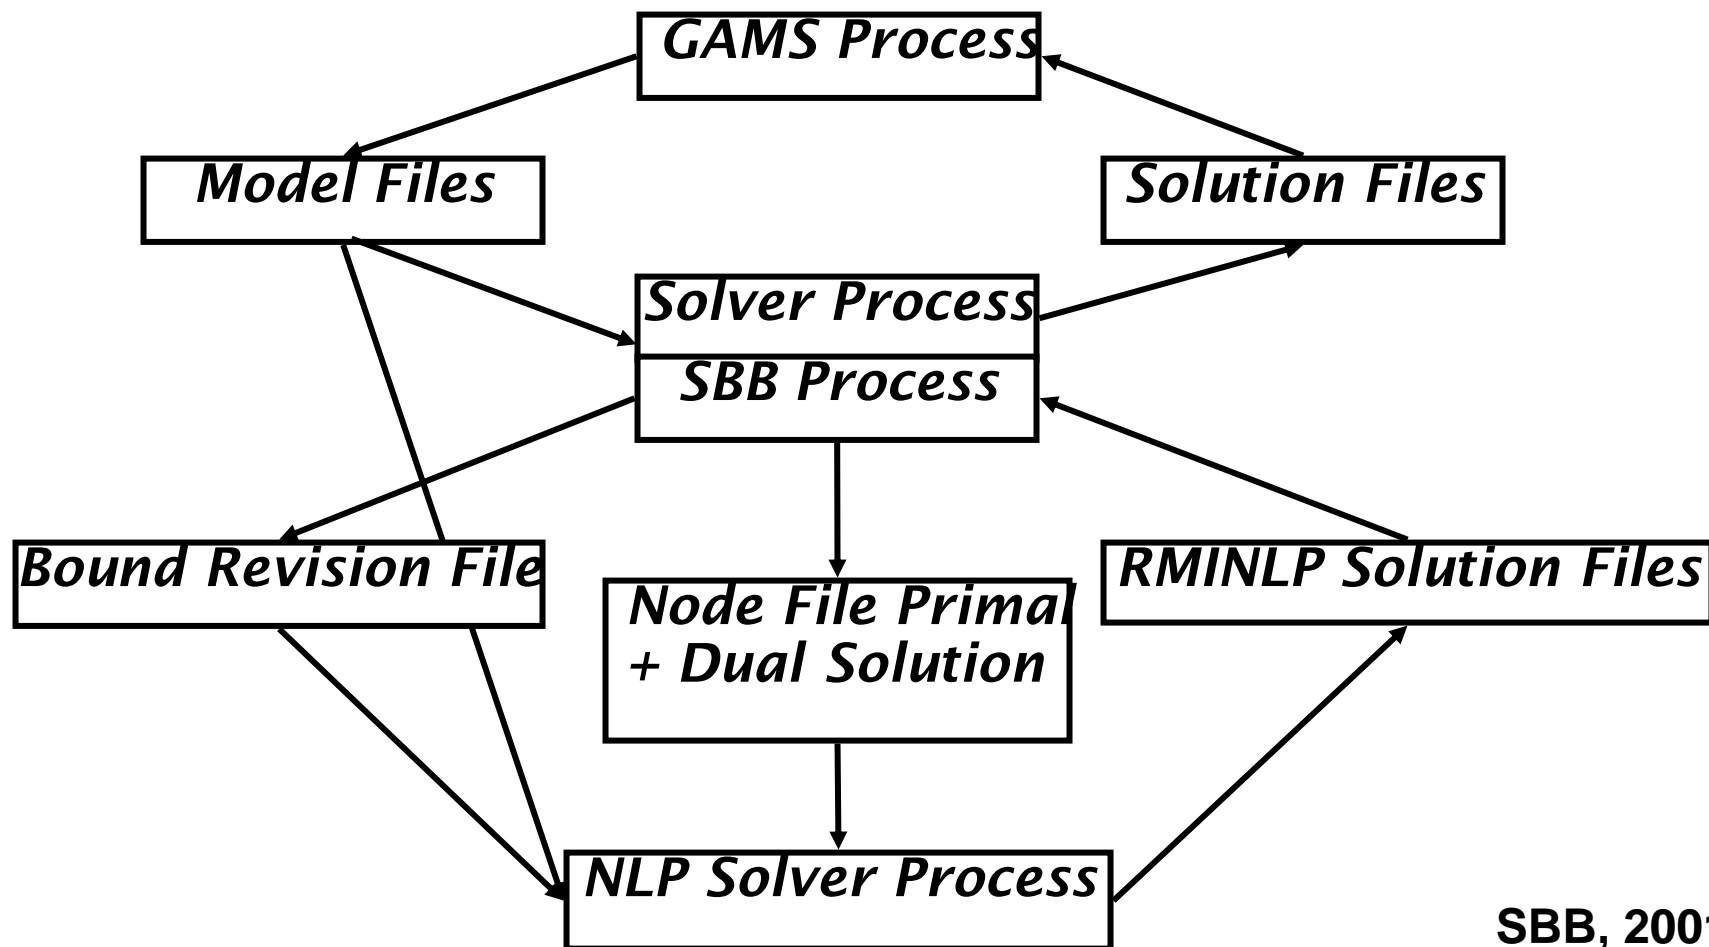 GAMS Process
Model Files
Solution Files
Solver Process
SBB Process
Bound Revision File
Node File Primal
+ Dual Solution
RMINLP Solution Files
NLP Solver Process
SBB, 2001